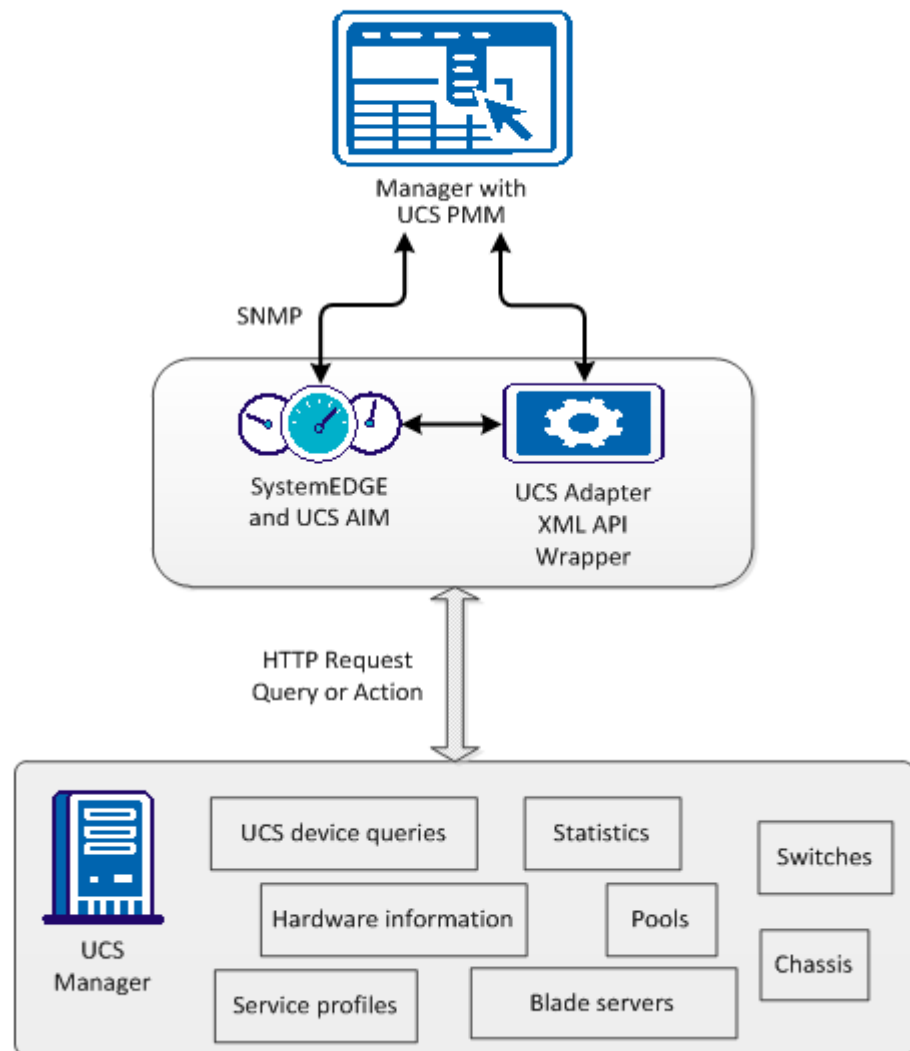 Manager with
UCS PMM
SNMP
SystemEDGE
and UCS AIM
UCS Adapter
XML API
Wrapper
HTTP Request
Query or Action
UCS device queries
Statistics
Switches
Hardware information
Pools
UCS
Manager
Chassis
Service profiles
Blade servers